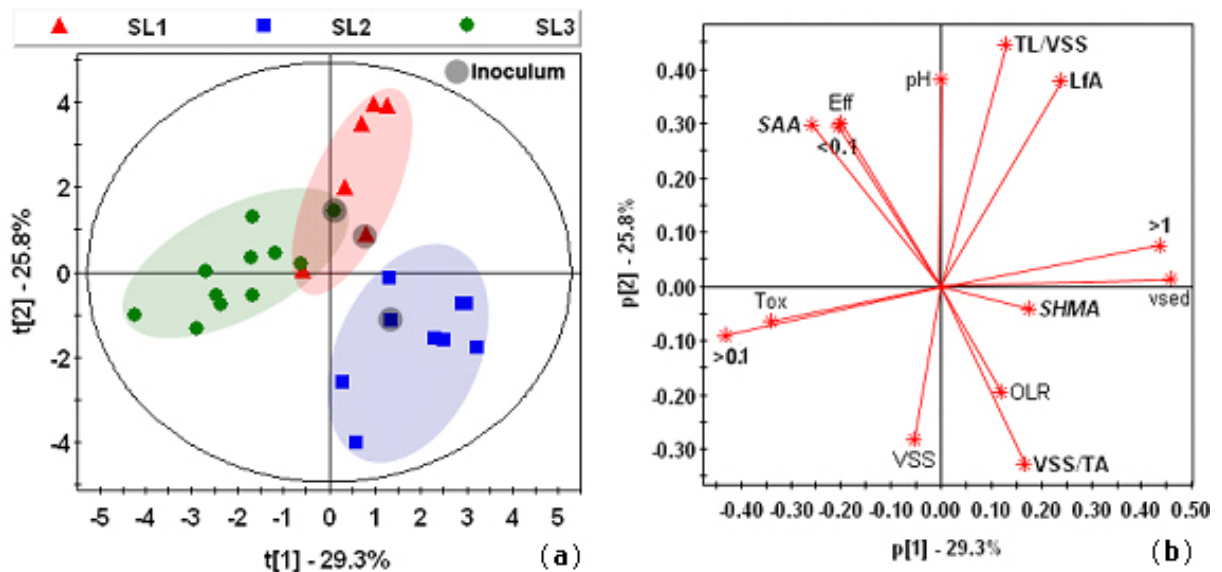 SL1 SL2 SL3
Inoculum
4
2
0
-2
-4
-5 -4 -3 -2 -1 0 1 2 3 4 5
t[2] - 25.8%
t[1] - 29.3%
(a)
TL/VSS
pH
LfA
Eff
SAA
<0.1
>1
vsed
Tox
SHMA
>0.1
OLR
VSS
VSS/TA
0.40
0.30
0.20
0.10
0.00
-0.10
-0.20
-0.30
-0.40 -0.30 -0.20 -0.10 0.00 0.10 0.20 0.30 0.40 0.50
p[2] - 25.8%
p[1] - 29.3%
(b)